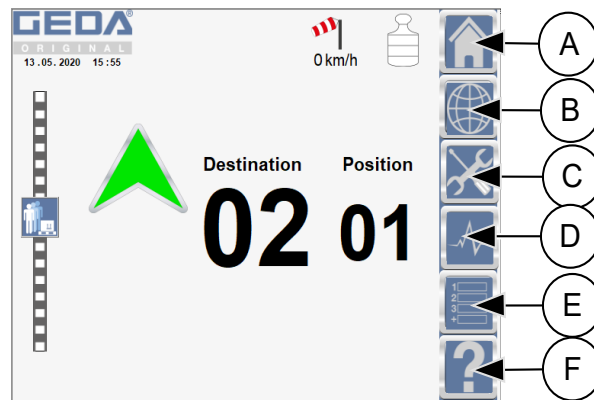 GEDA
ORIGINAL
13.05.2020 15:55
0 km/h
Destination Position
02 01
1
2
3
+
?
A
B
C
D
E
F